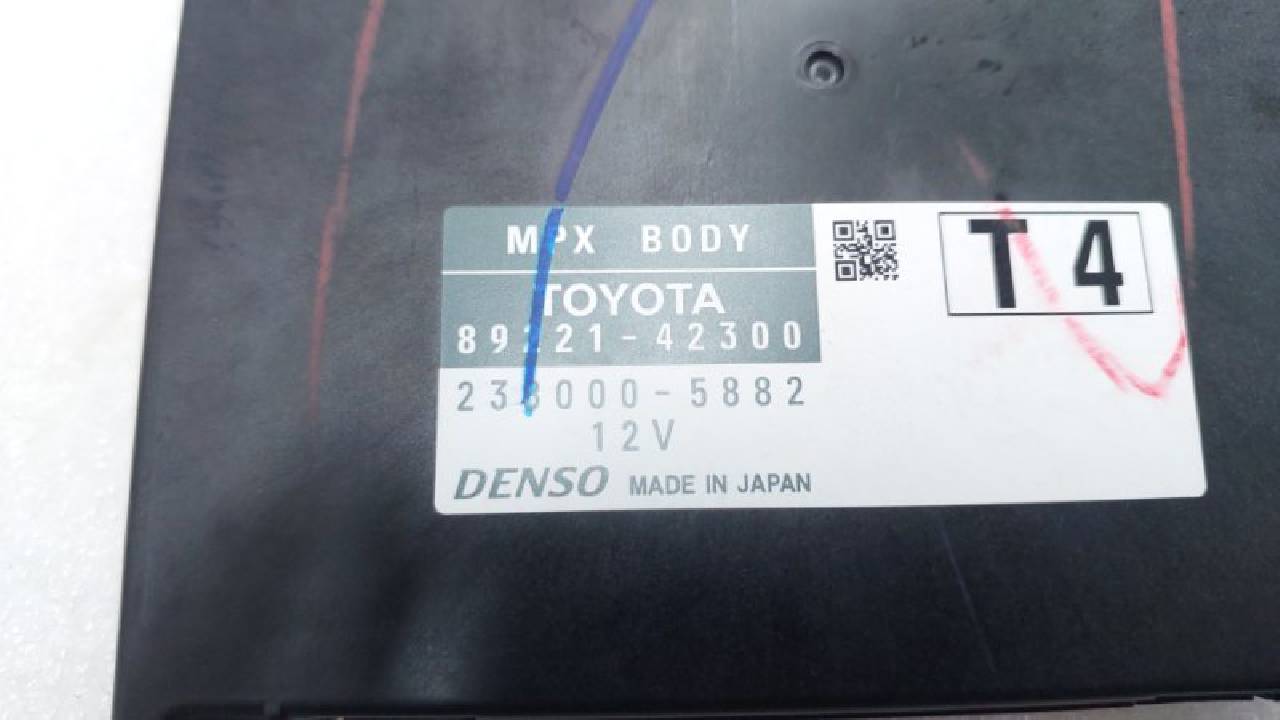 MPX BODY
TOYOTA
89221-42300
238000-5882
12V
DENSO MADE IN JAPAN
T4